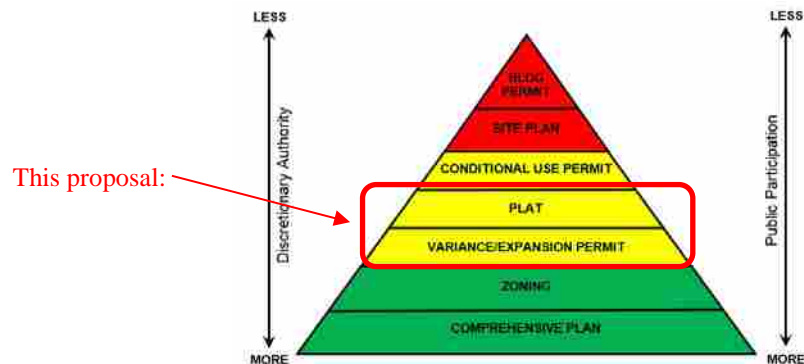 LESS
LESS
BLDG
PERMIT
SITE PLAN
CONDITIONAL USE PERMIT
This proposal:
PLAT
VARIANCE/EXPANSION PERMIT
ZONING
COMPREHENSIVE PLAN
Discretionary Authority
Public Participation
MORE
MORE